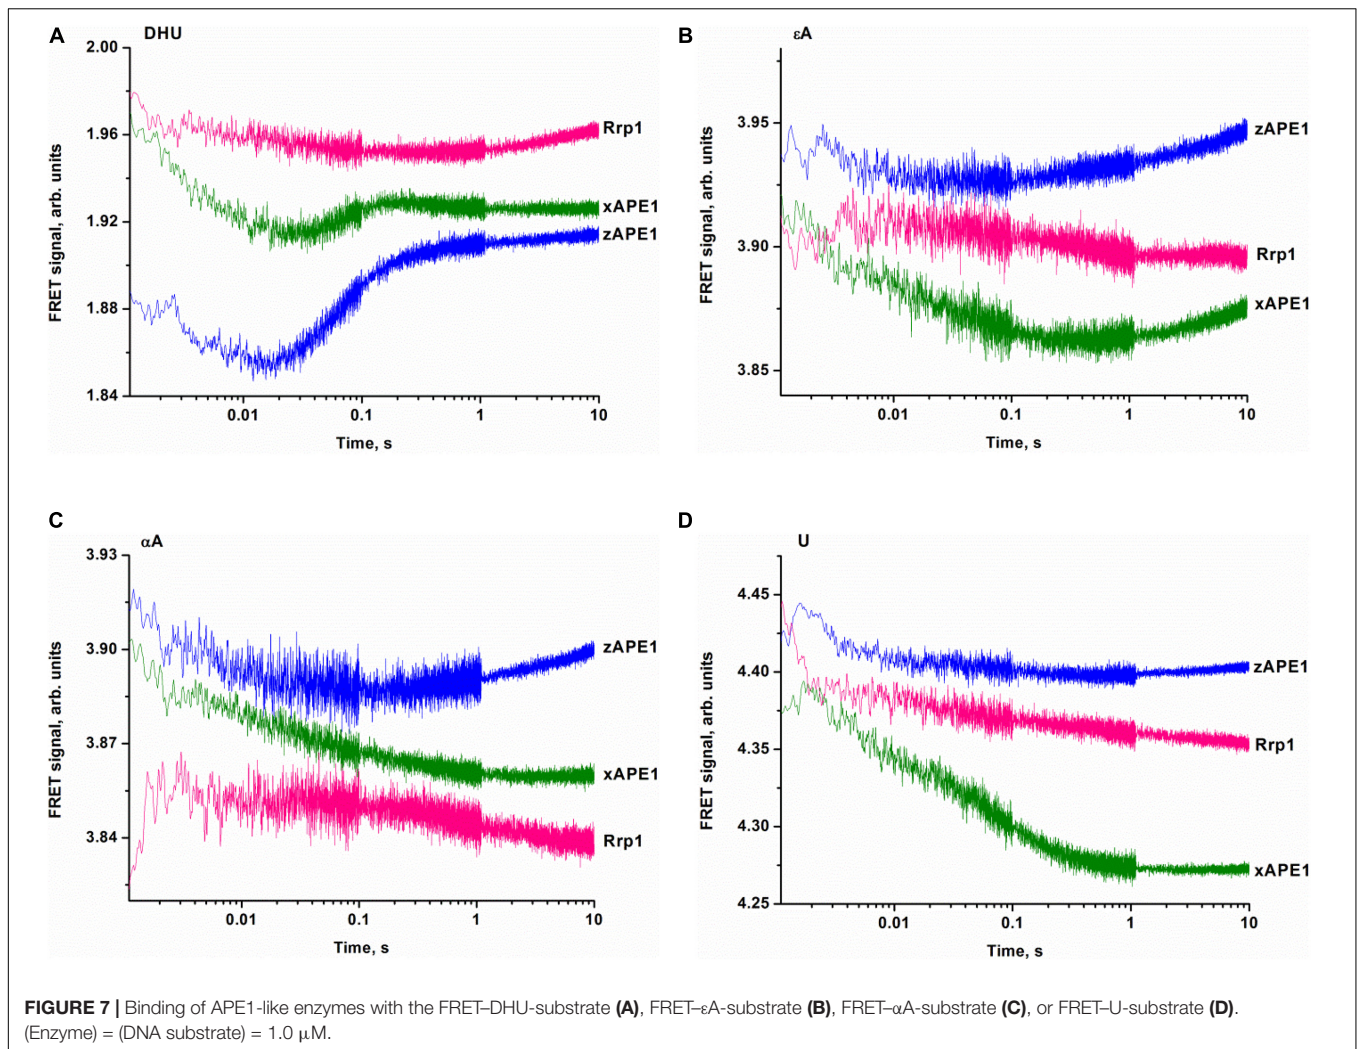 A
DHU
2.00
1.96
1.92
1.88
1.84
FRET signal, arb. units
Rrp1
xAPE1
zAPE1
0.01 0.1 1 10
Time, s
B
εA
3.95
3.90
3.85
FRET signal, arb. units
zAPE1
Rrp1
xAPE1
0.01 0.1 1 10
Time, s
C
αA
3.93
3.90
3.87
3.84
FRET signal, arb. units
zAPE1
xAPE1
Rrp1
0.01 0.1 1 10
Time, s
D
U
4.45
4.40
4.35
4.30
4.25
FRET signal, arb. units
zAPE1
Rrp1
xAPE1
0.01 0.1 1 10
Time, s
FIGURE 7 | Binding of APE1-like enzymes with the FRET–DHU-substrate (A), FRET–εA-substrate (B), FRET–αA-substrate (C), or FRET–U-substrate (D).
(Enzyme) = (DNA substrate) = 1.0 μM.